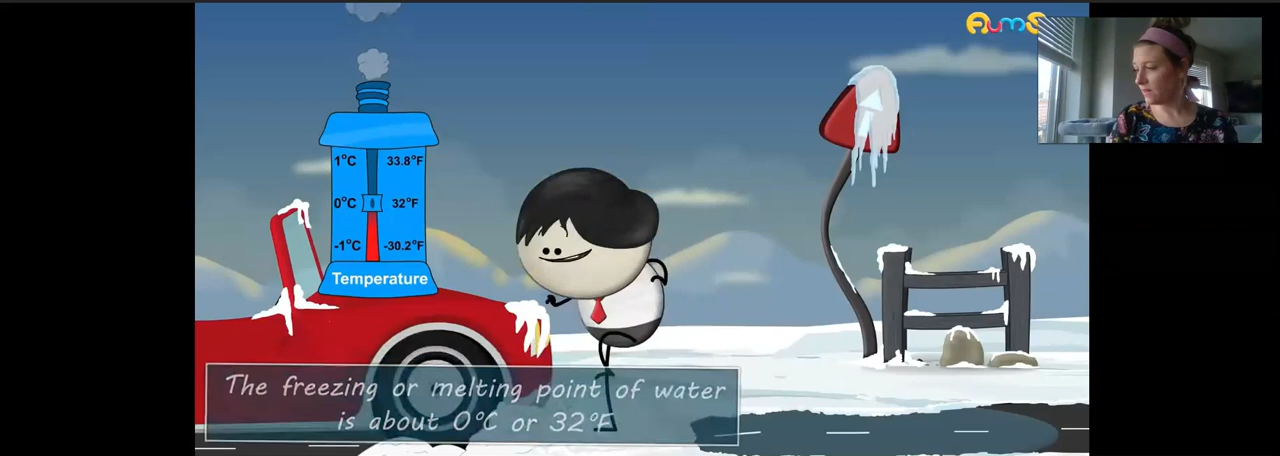 AumS
1°C 33.8°F
0°C 32°F
-1°C -30.2°F
Temperature
The freezing or melting point of water
is about 0°C or 32°F